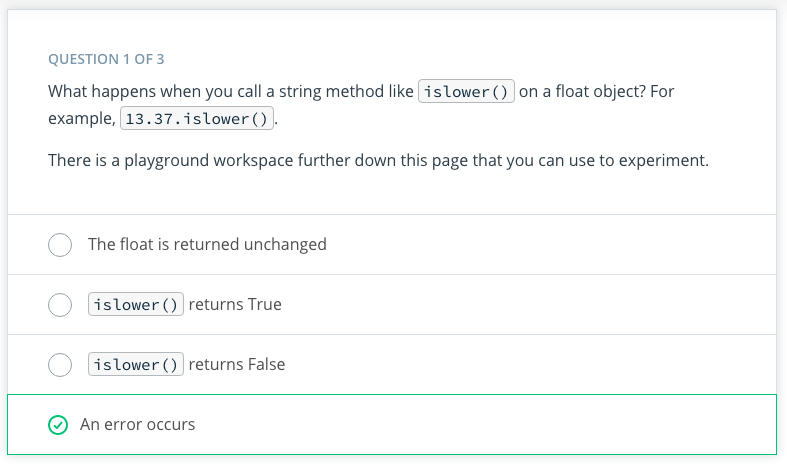 QUESTION 1 OF 3
What happens when you call a string method like islower() on a float object? For
example, 13.37.islower().
There is a playground workspace further down this page that you can use to experiment.
The float is returned unchanged
islower() returns True
islower() returns False
An error occurs